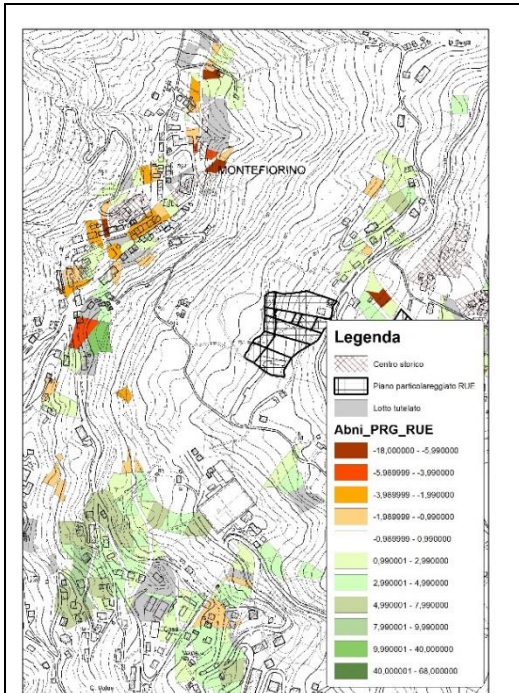 MONTEFIORINO
Legenda
Centro storico
Piano particolareggiato RUE
Lotto tutelato
Abni_PRG_RUE
-18,000000 - -5,990000
-5,989999 - -3,990000
-3,989999 - -1,990000
-1,989999 - -0,990000
-0,989999 - 0,990000
0,990001 - 2,990000
2,990001 - 4,990000
4,990001 - 7,990000
7,990001 - 9,990000
9,990001 - 40,000000
40,000001 - 68,000000